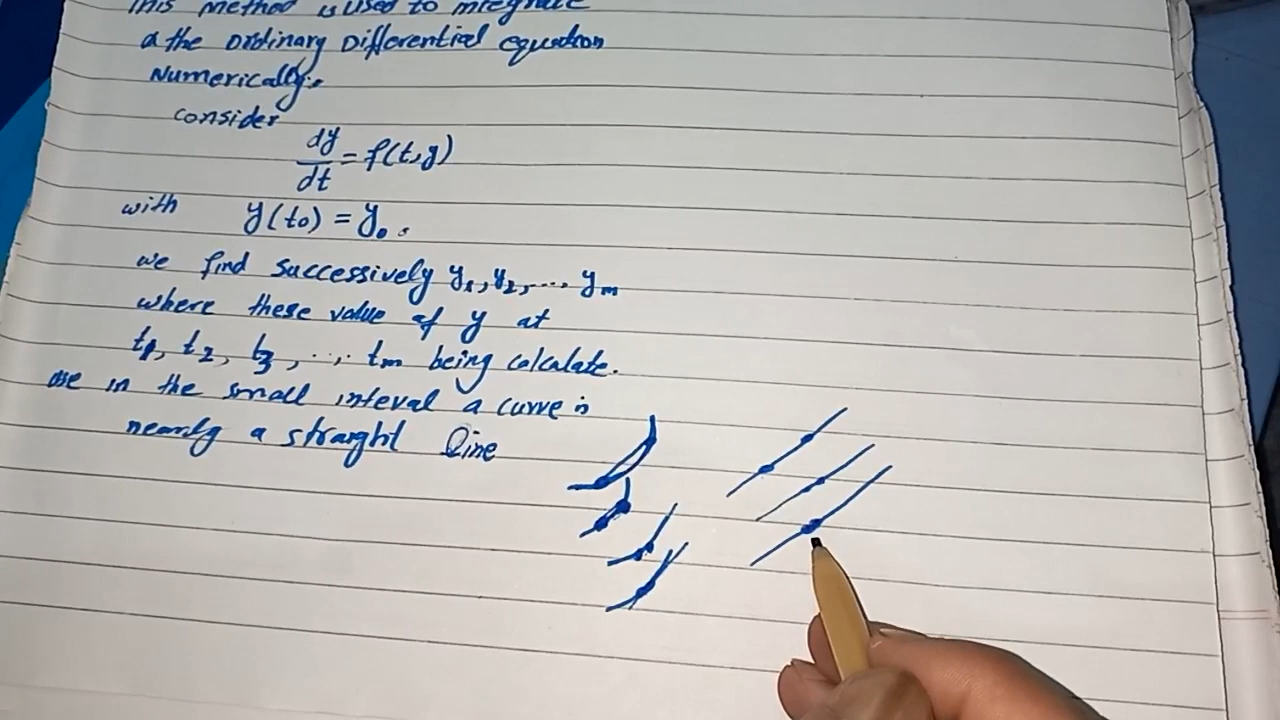 This method is used to integrate
a the ordinary Differential equation
Numerically.
consider
dy/dt = f(t,y)
with y(t0) = y0.
we find successively y1, y2, .... ym
where these value of y at
t1, t2, t3, ..., tm being calculate.
in the small inteval a curve is
nearly a straight line